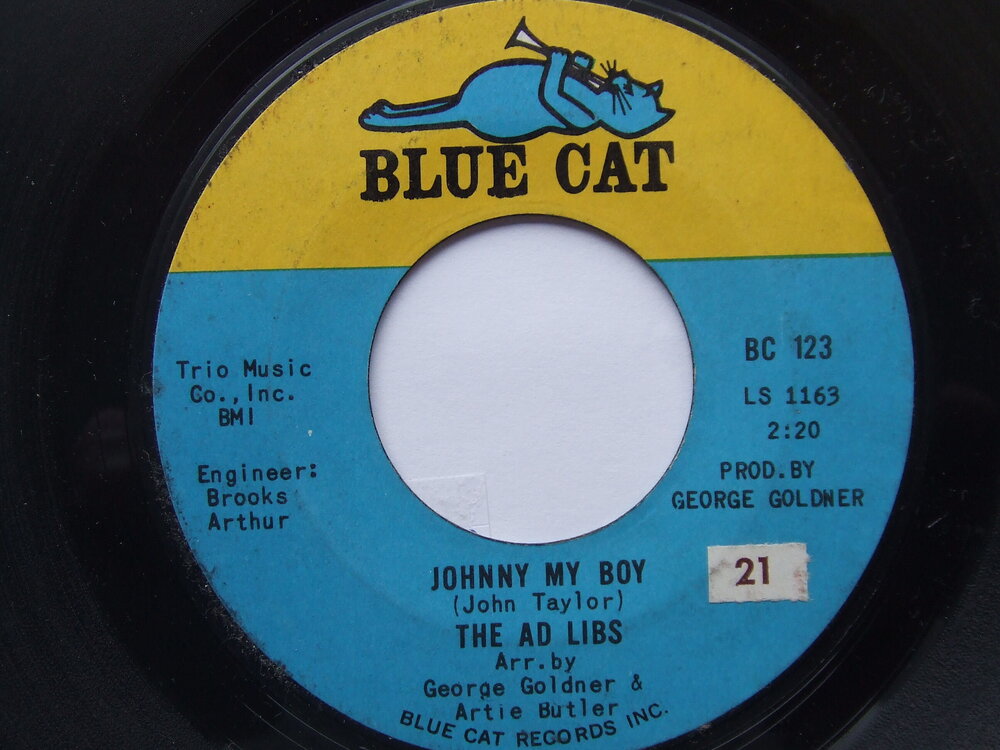 BLUE CAT
Trio Music
Co., Inc.
BMI
Engineer:
Brooks
Arthur
BC 123
LS 1163
2:20
PROD. BY
GEORGE GOLDNER
21
JOHNNY MY BOY
(John Taylor)
THE AD LIBS
Arr. by
George Goldner &
Artie Butler
BLUE CAT RECORDS INC.